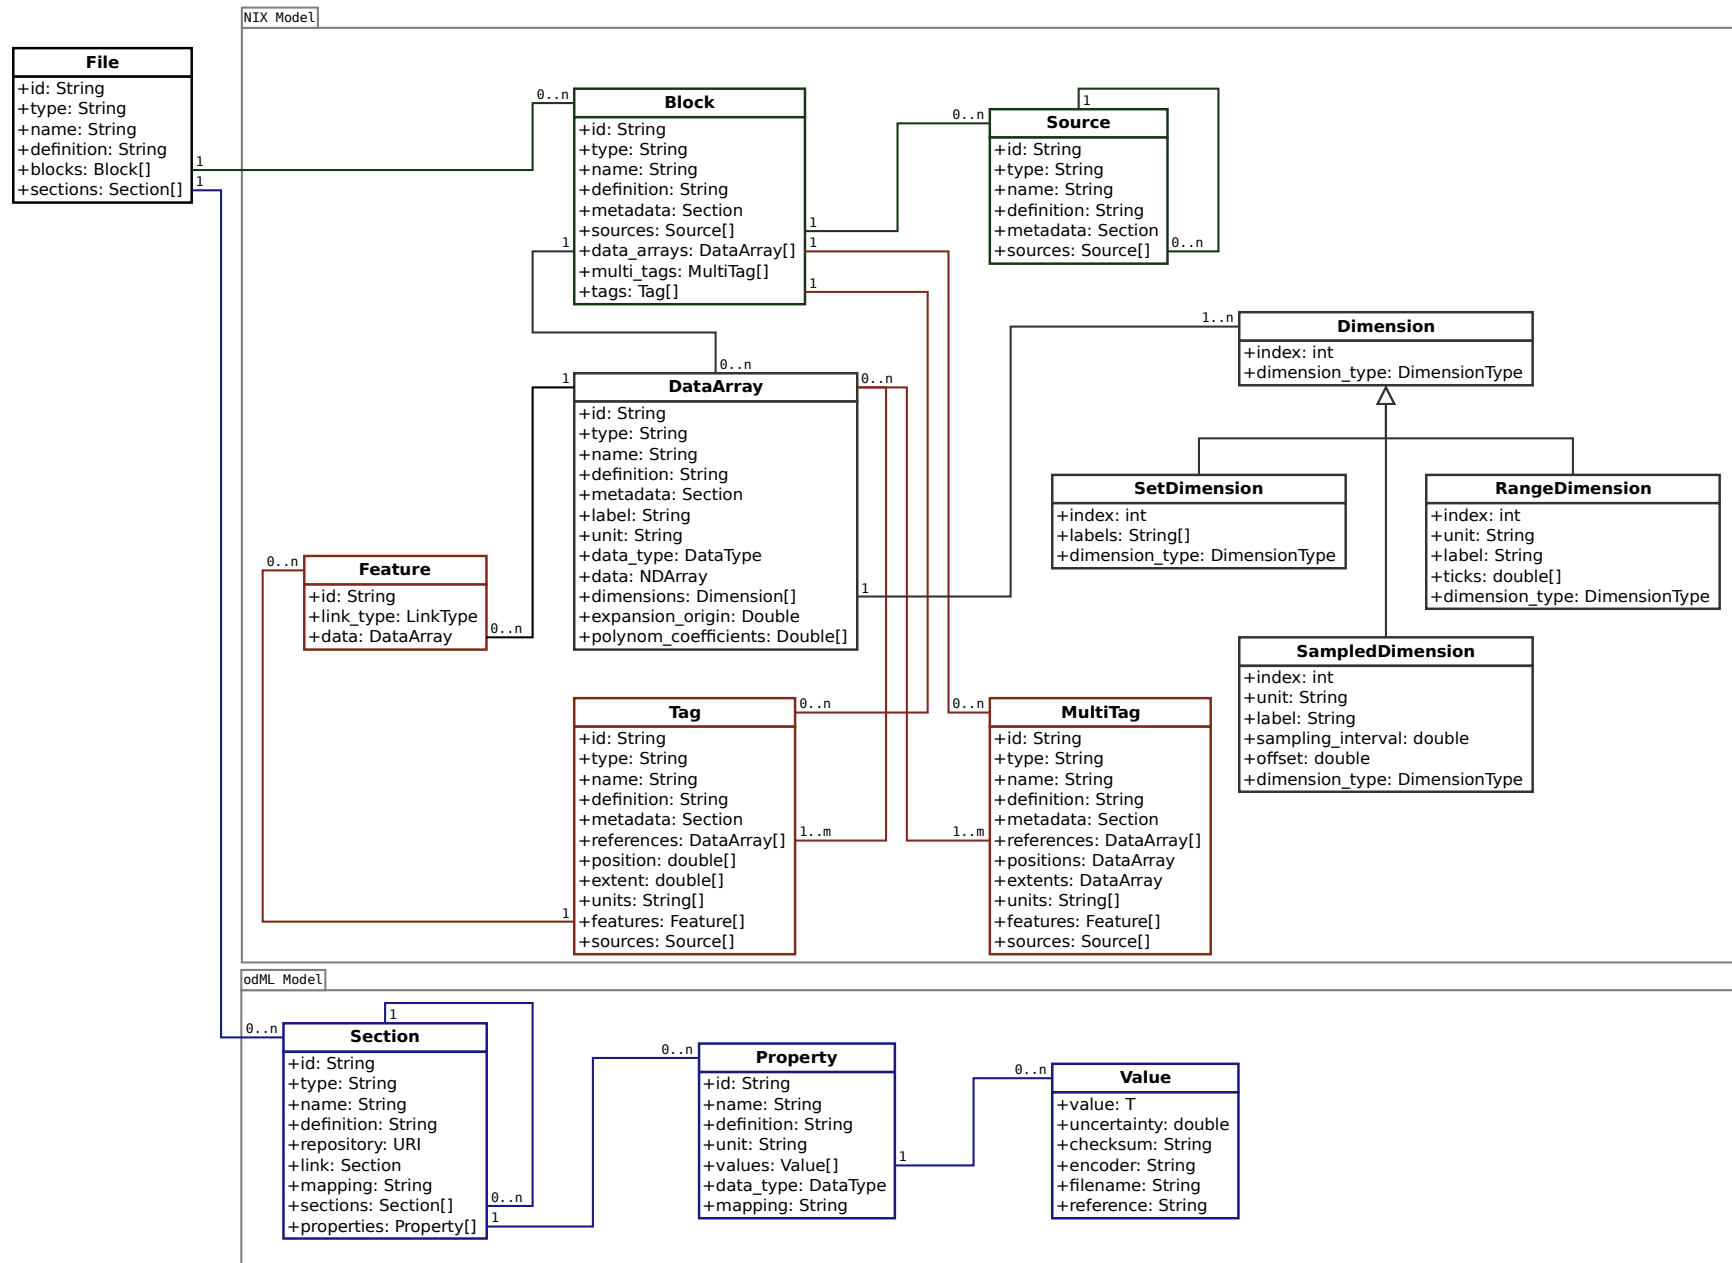 NIX Model
File
+id: String
+type: String
+name: String
+definition: String
+blocks: Block[]
+sections: Section[]
1
1
0..n
Block
+id: String
+type: String
+name: String
+definition: String
+metadata: Section
+sources: Source[]
+data_arrays: DataArray[]
+multi_tags: MultiTag[]
+tags: Tag[]
1
1
1
1
0..n
Source
+id: String
+type: String
+name: String
+definition: String
+metadata: Section
+sources: Source[]
1
0..n
0..n
1
0..n
DataArray
+id: String
+type: String
+name: String
+definition: String
+metadata: Section
+label: String
+unit: String
+data_type: DataType
+data: NDArray
+dimensions: Dimension[]
+expansion_origin: Double
+polynom_coefficients: Double[]
1
1..n
Dimension
+index: int
+dimension_type: DimensionType
SetDimension
+index: int
+labels: String[]
+dimension_type: DimensionType
RangeDimension
+index: int
+unit: String
+label: String
+ticks: double[]
+dimension_type: DimensionType
SampledDimension
+index: int
+unit: String
+label: String
+sampling_interval: double
+offset: double
+dimension_type: DimensionType
0..n
Feature
+id: String
+link_type: LinkType
+data: DataArray
0..n
Tag
+id: String
+type: String
+name: String
+definition: String
+metadata: Section
+references: DataArray[]
+position: double[]
+extent: double[]
+units: String[]
+features: Feature[]
+sources: Source[]
0..n
1..m
1
0..n
1..m
MultiTag
+id: String
+type: String
+name: String
+definition: String
+metadata: Section
+references: DataArray[]
+positions: DataArray
+extents: DataArray
+units: String[]
+features: Feature[]
+sources: Source[]
odML Model
0..n
Section
+id: String
+type: String
+name: String
+definition: String
+repository: URI
+link: Section
+mapping: String
+sections: Section[]
+properties: Property[]
1
0..n
1
0..n
Property
+id: String
+name: String
+definition: String
+unit: String
+values: Value[]
+data_type: DataType
+mapping: String
1
0..n
Value
+value: T
+uncertainty: double
+checksum: String
+encoder: String
+filename: String
+reference: String